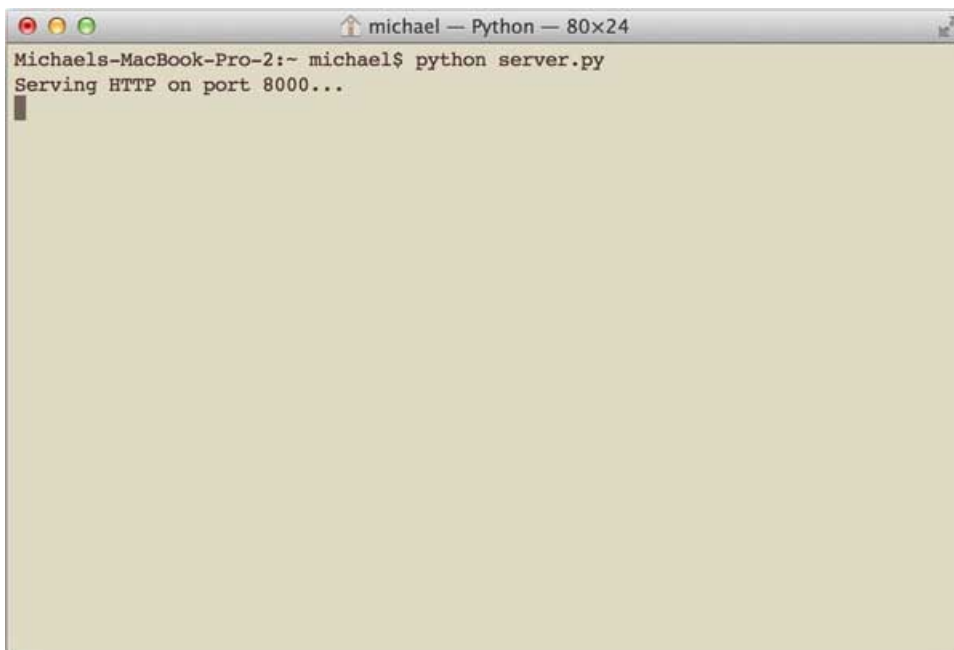 michael — Python — 80×24
Michaels-MacBook-Pro-2:~ michael$ python server.py
Serving HTTP on port 8000...